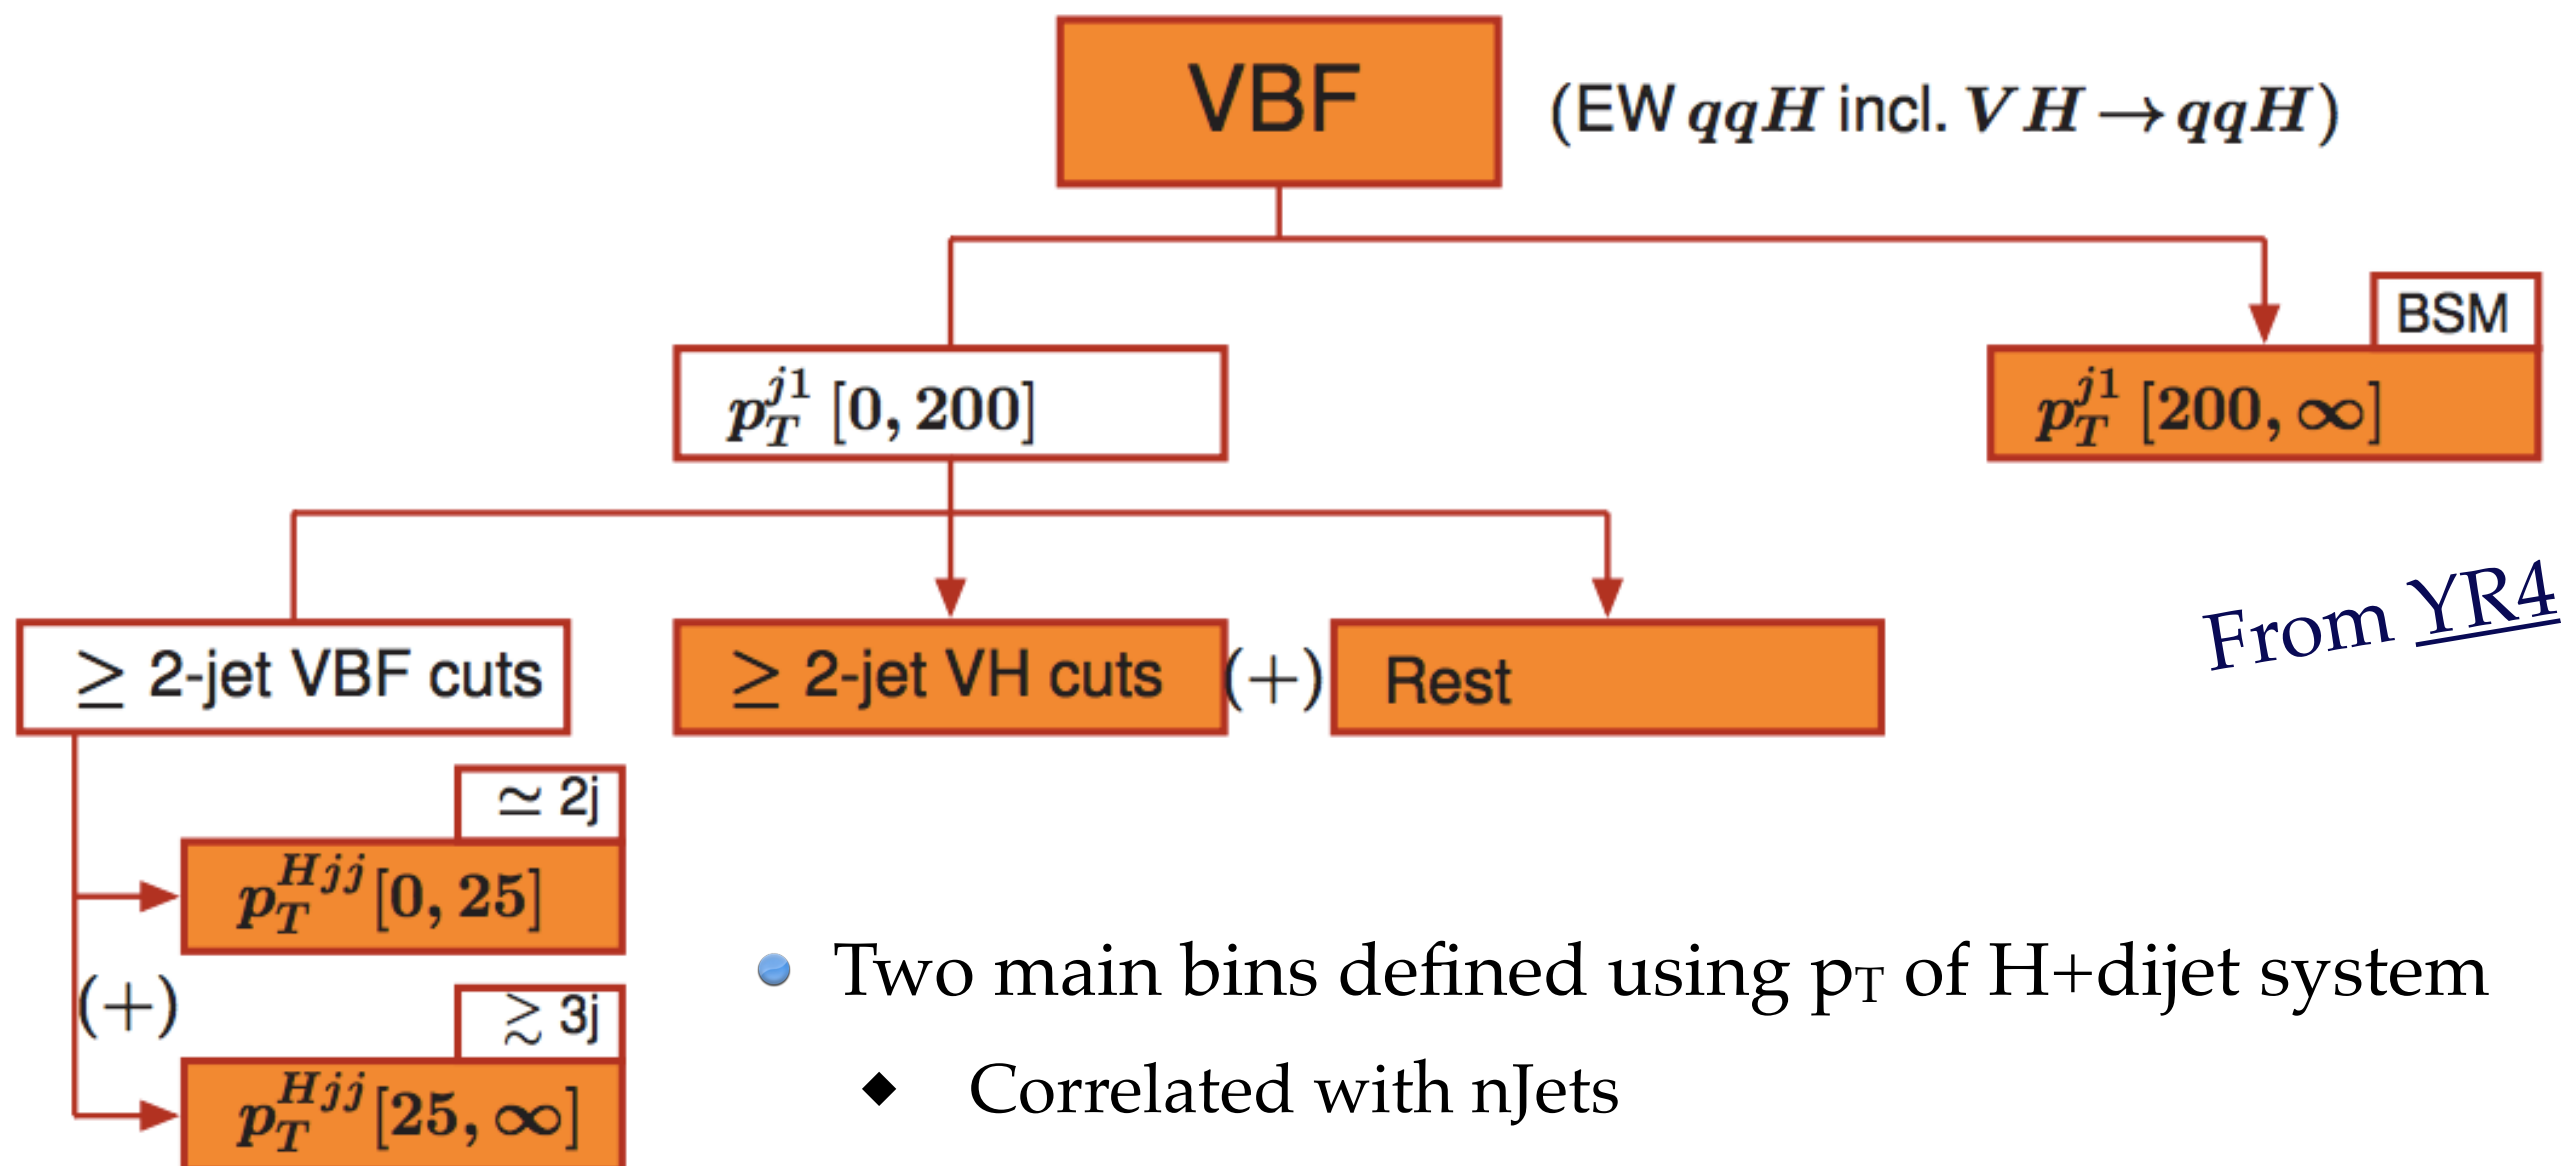 VBF
(EW qqH incl. VH → qqH)
BSM
p_T^{j1} [0, 200]
p_T^{j1} [200, ∞]
≥ 2-jet VBF cuts
≥ 2-jet VH cuts
(+)
Rest
From YR4
≃ 2j
p_T^{Hjj} [0, 25]
(+)
≳ 3j
p_T^{Hjj} [25, ∞]
Two main bins defined using p_T of H+dijet system
Correlated with nJets